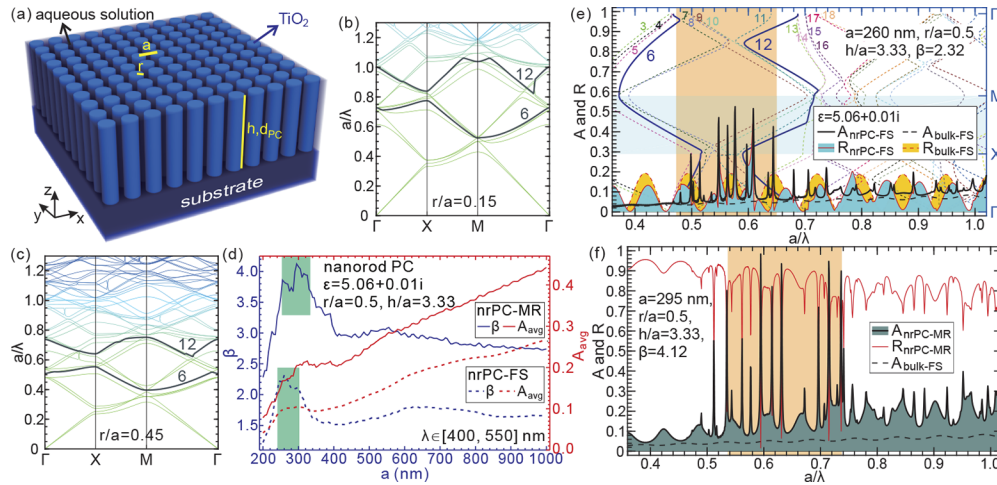 (a) aqueous solution
TiO2
a
r
h,dPC
substrate
z
y
x
(b)
a/λ
1.2
1.0
0.8
0.6
0.4
0.2
0.0
12
6
r/a=0.15
Γ X M Γ
(c)
a/λ
1.2
1.0
0.8
0.6
0.4
0.2
0.0
12
6
r/a=0.45
Γ X M Γ
(d)
nanorod PC
ε=5.06+0.01i
r/a=0.5, h/a=3.33
nrPC-MR
β Aavg
nrPC-FS
β Aavg
λ∈[400, 550] nm
β
4.0
3.5
3.0
2.5
2.0
1.5
Aavg
0.4
0.3
0.2
0.1
0.0
200 300 400 500 600 700 800 900 1000
a (nm)
(e)
3 4 7 8 9 10 11 17 18
5 6 12 13 14 15 16
a=260 nm, r/a=0.5
h/a=3.33, β=2.32
ε=5.06+0.01i
AnrPC-FS Abulk-FS
RnrPC-FS Rbulk-FS
A and R
1
0.9
0.8
0.7
0.6
0.5
0.4
0.3
0.2
0.1
0
Γ
M
X
Γ
0.4 0.5 0.6 0.7 0.8 0.9 1.0
a/λ
(f)
a=295 nm,
r/a=0.5,
h/a=3.33,
β=4.12
AnrPC-MR
RnrPC-MR
Abulk-FS
A and R
1
0.9
0.8
0.7
0.6
0.5
0.4
0.3
0.2
0.1
0
0.4 0.5 0.6 0.7 0.8 0.9 1.0
a/λ